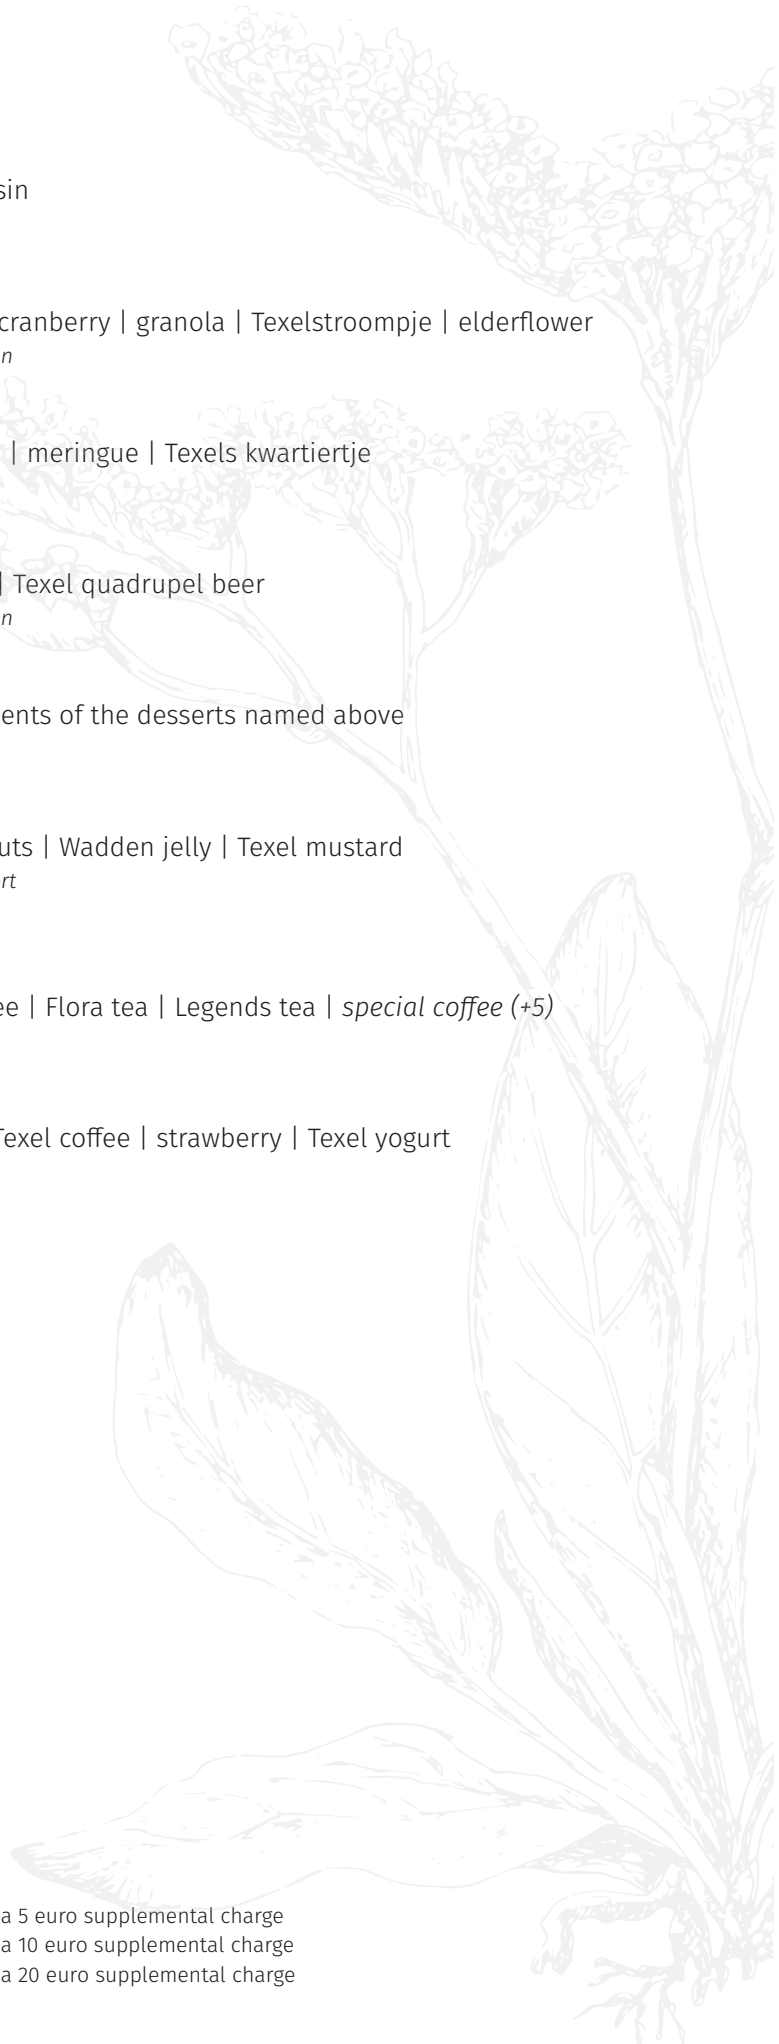 sin
cranberry | granola | Texelstroompje | elderflower
n
| meringue | Texels kwartiertje
| Texel quadrupel beer
n
ents of the desserts named above
uts | Wadden jelly | Texel mustard
rt
ee | Flora tea | Legends tea | special coffee (+5)
Texel coffee | strawberry | Texel yogurt
a 5 euro supplemental charge
a 10 euro supplemental charge
a 20 euro supplemental charge